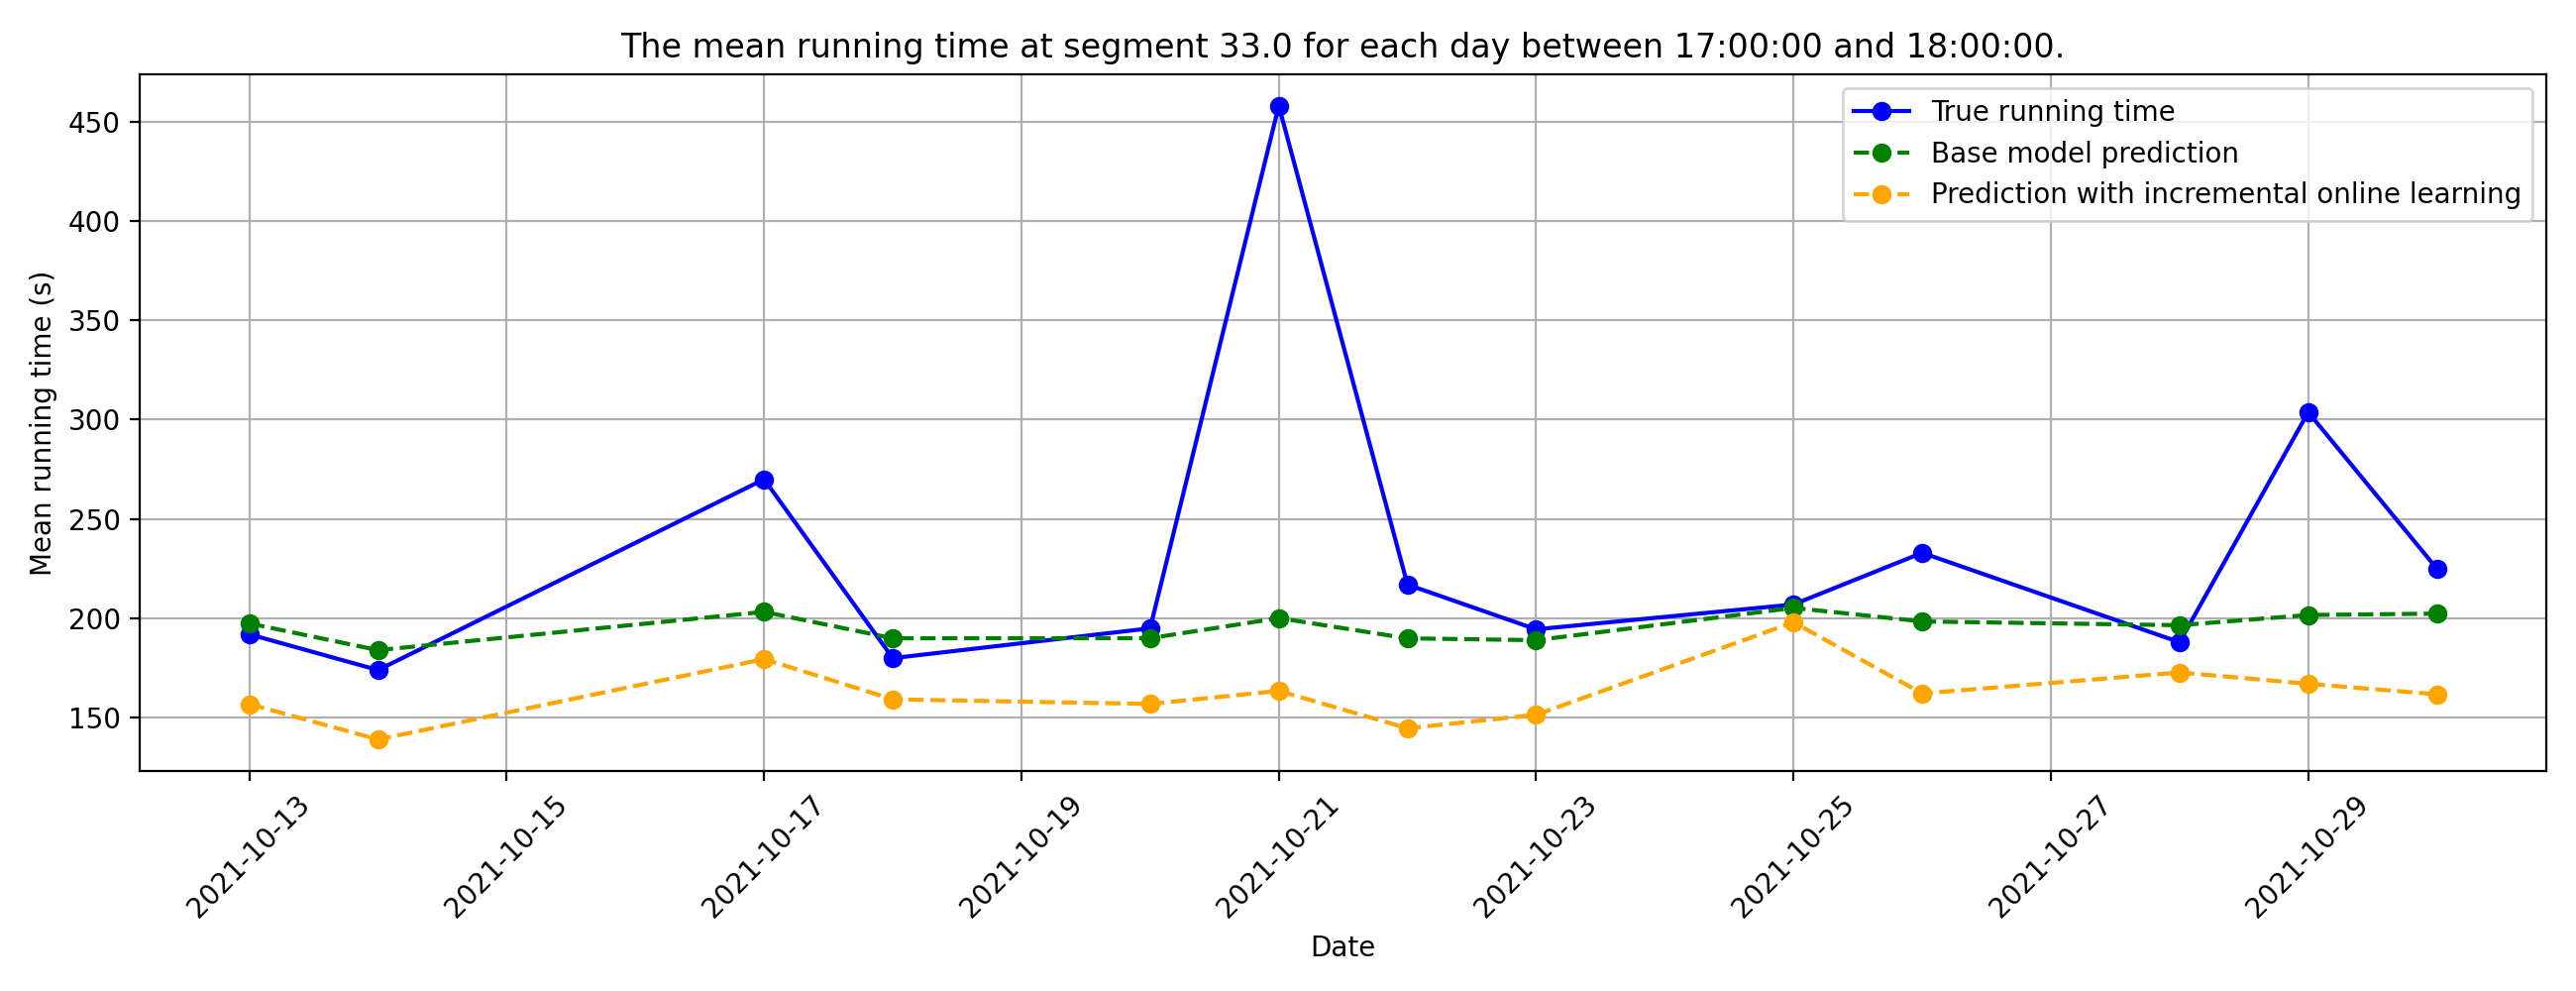 The mean running time at segment 33.0 for each day between 17:00:00 and 18:00:00.
450
400
350
300
250
200
150
Mean running time (s)
True running time
Base model prediction
Prediction with incremental online learning
2021-10-13
2021-10-15
2021-10-17
2021-10-19
2021-10-21
2021-10-23
2021-10-25
2021-10-27
2021-10-29
Date